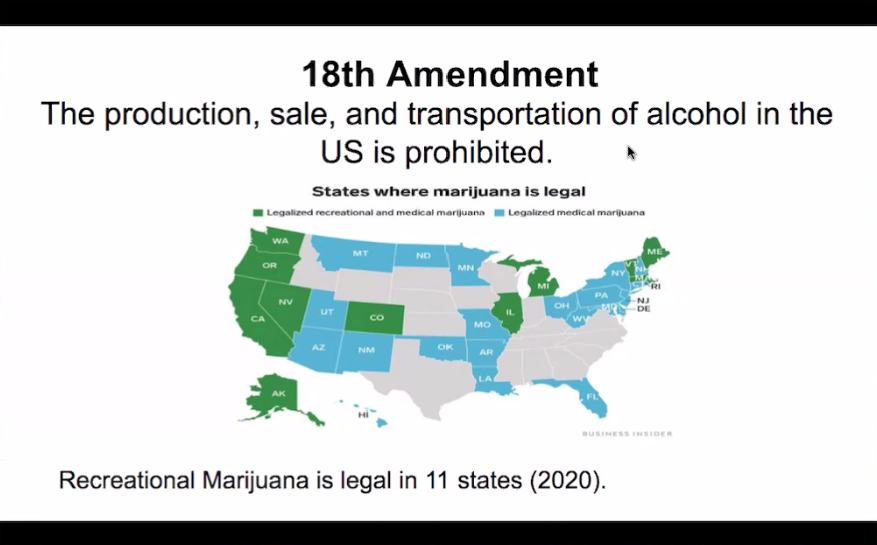 18th Amendment
The production, sale, and transportation of alcohol in the
US is prohibited.
States where marijuana is legal
Legalized recreational and medical marijuana
Legalized medical marijuana
WA
MT
ND
MN
ME
OR
VT
NH
NY
MA
RI
MI
NV
UT
CO
IL
OH
PA
NJ
MD
DE
CA
MO
WV
AZ
NM
OK
AR
LA
FL
AK
HI
BUSINESS INSIDER
Recreational Marijuana is legal in 11 states (2020).